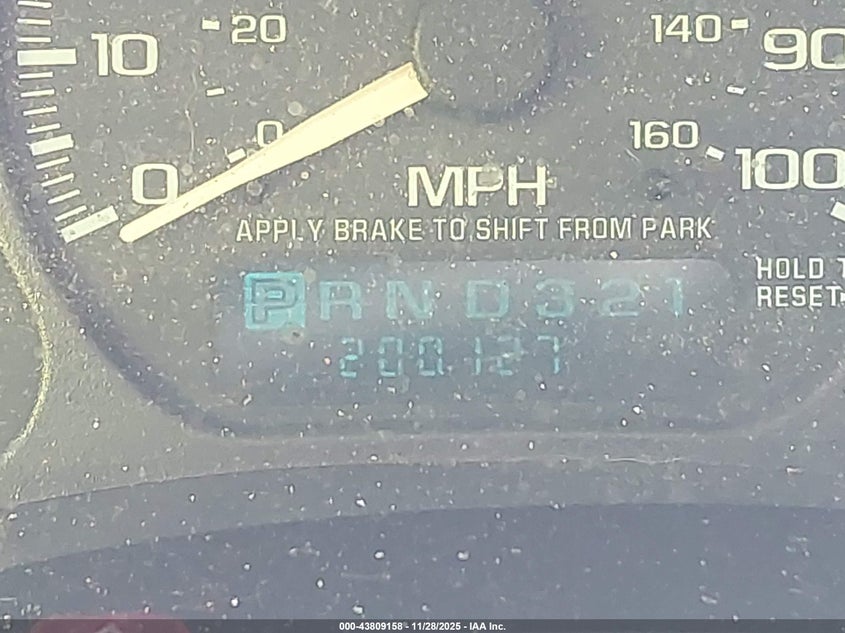 10 20 140 90
0 160
0 MPH 100
APPLY BRAKE TO SHIFT FROM PARK
HOLD T
RESET
P R N D 3 2 1
200127
000-43809158 - 11/28/2025 - IAA Inc.